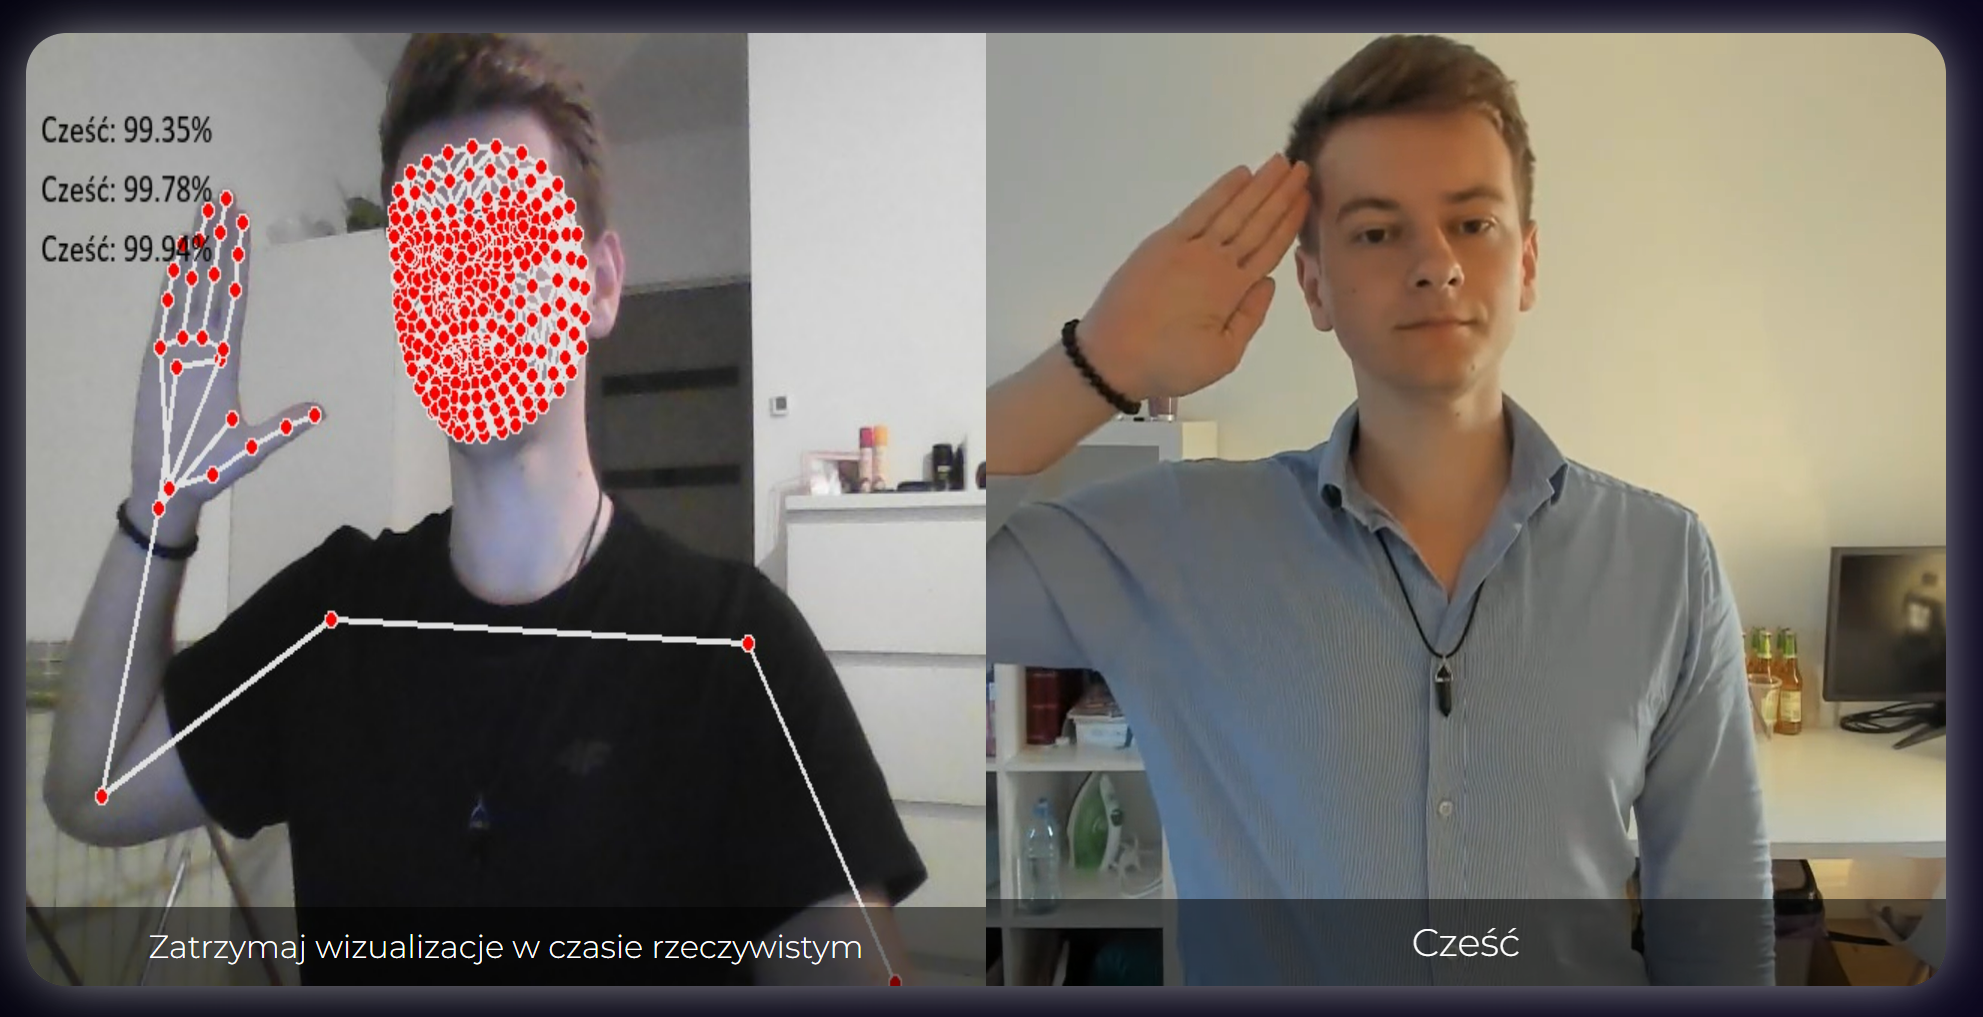 Cześć: 99.35%
Cześć: 99.78%
Cześć: 99.94%
Zatrzymaj wizualizacje w czasie rzeczywistym
Cześć